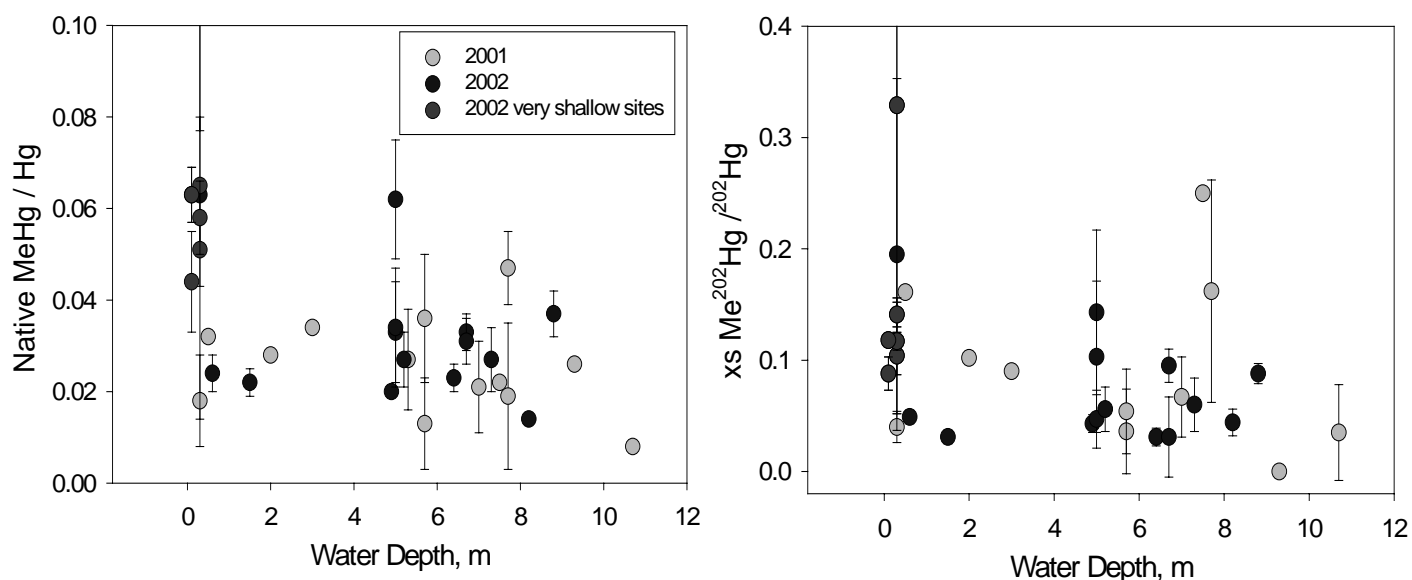 0.10
0.08
0.06
0.04
0.02
0.00
Native MeHg / Hg
2001
2002
2002 very shallow sites
0 2 4 6 8 10 12
Water Depth, m
0.4
0.3
0.2
0.1
0.0
xs Me²⁰²Hg /²⁰²Hg
0 2 4 6 8 10 12
Water Depth, m